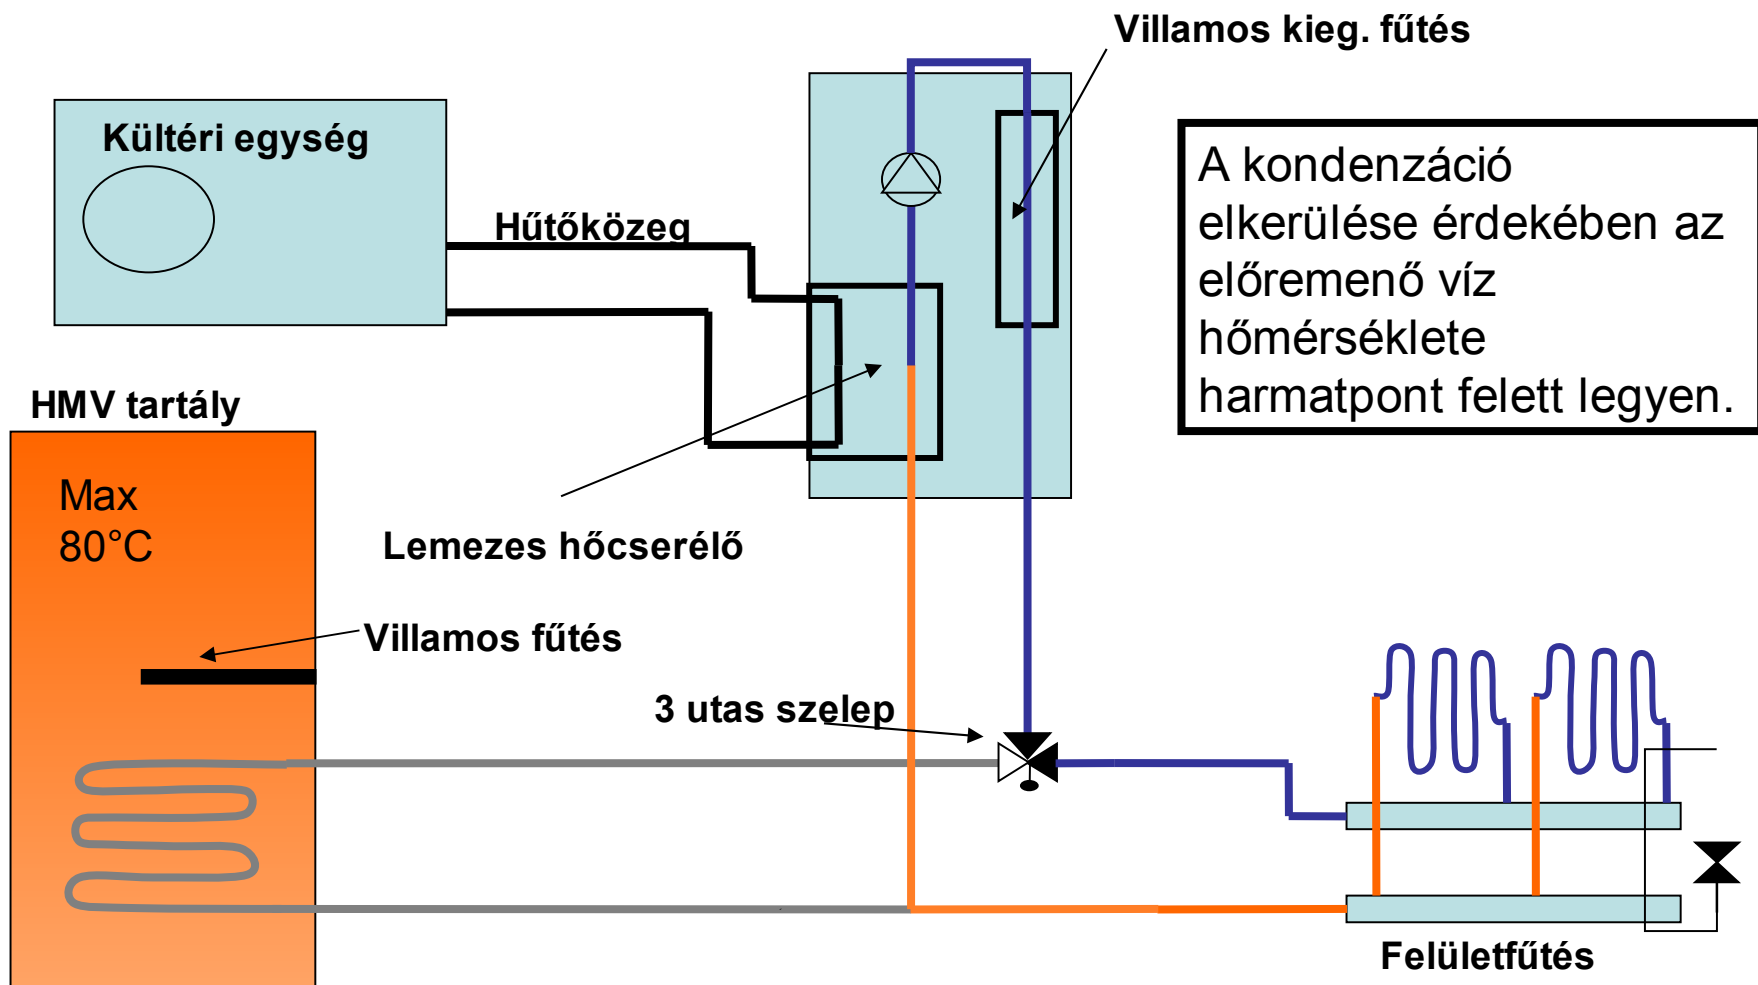 Villamos kieg. fűtés
Kültéri egység
Hűtőközeg
A kondenzáció
elkerülése érdekében az
előremenő víz
hőmérséklete
harmatpont felett legyen.
HMV tartály
Max
80°C
Lemezes hőcserélő
Villamos fűtés
3 utas szelep
Felületfűtés